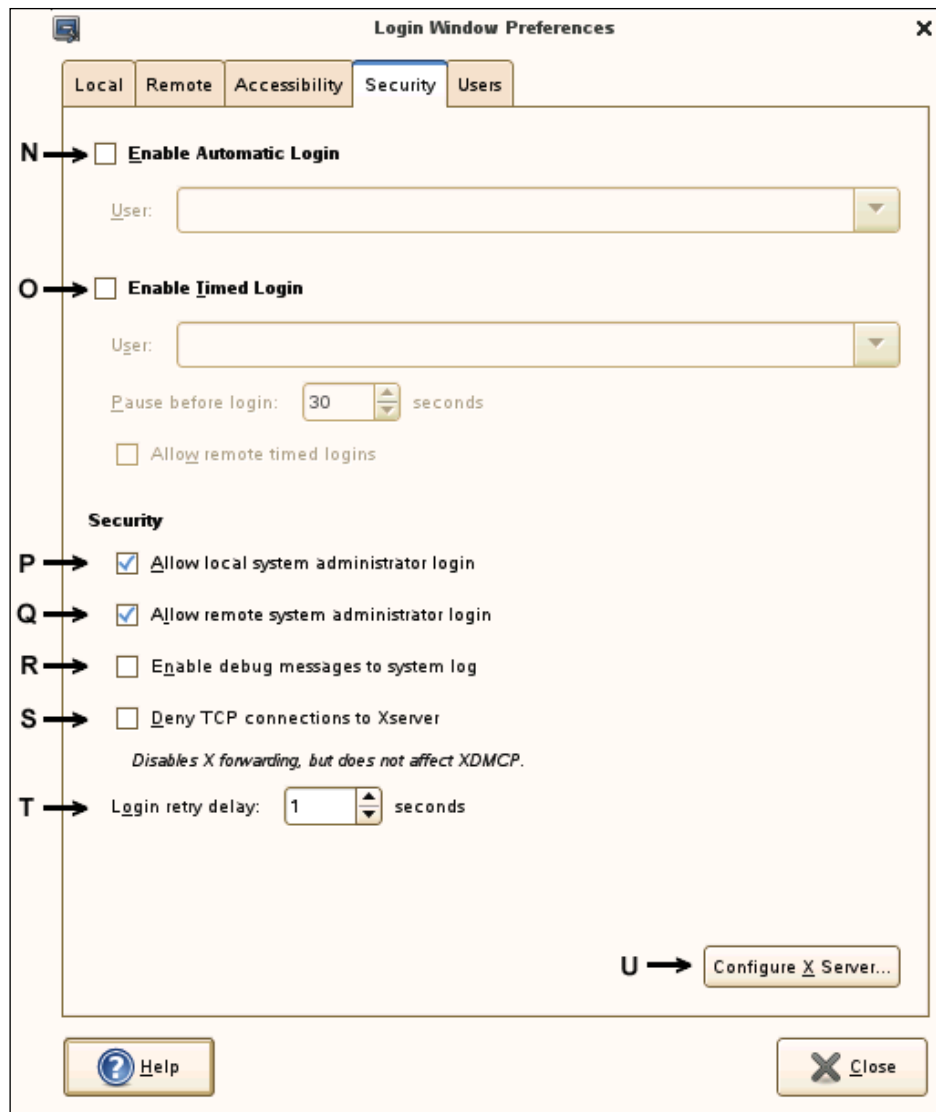 Login Window Preferences
Local Remote Accessibility Security Users
N Enable Automatic Login
User:
O Enable Timed Login
User:
Pause before login: 30 seconds
Allow remote timed logins
Security
P Allow local system administrator login
Q Allow remote system administrator login
R Enable debug messages to system log
S Deny TCP connections to Xserver
Disables X forwarding, but does not affect XDMCP.
T Login retry delay: 1 seconds
U Configure X Server...
Help Close